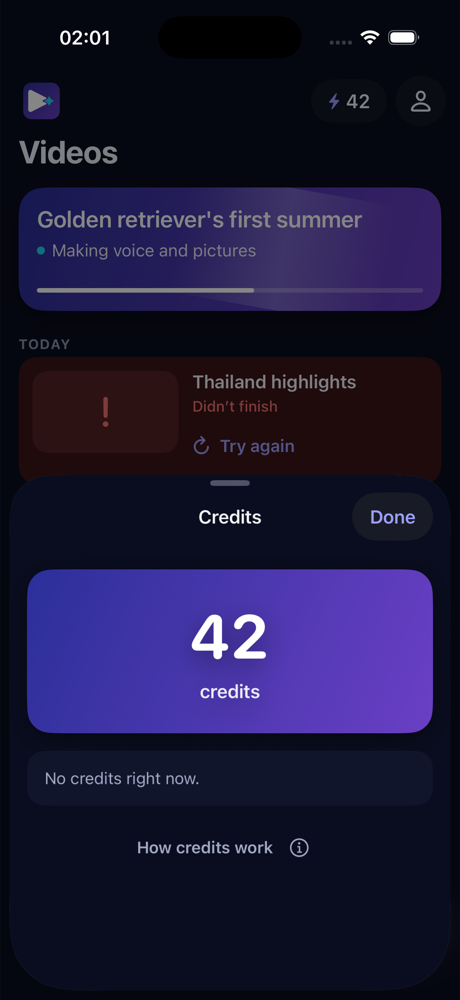 02:01
42
Videos
Golden retriever's first summer
Making voice and pictures
TODAY
Thailand highlights
Didn't finish
Try again
Credits
Done
42
credits
No credits right now.
How credits work